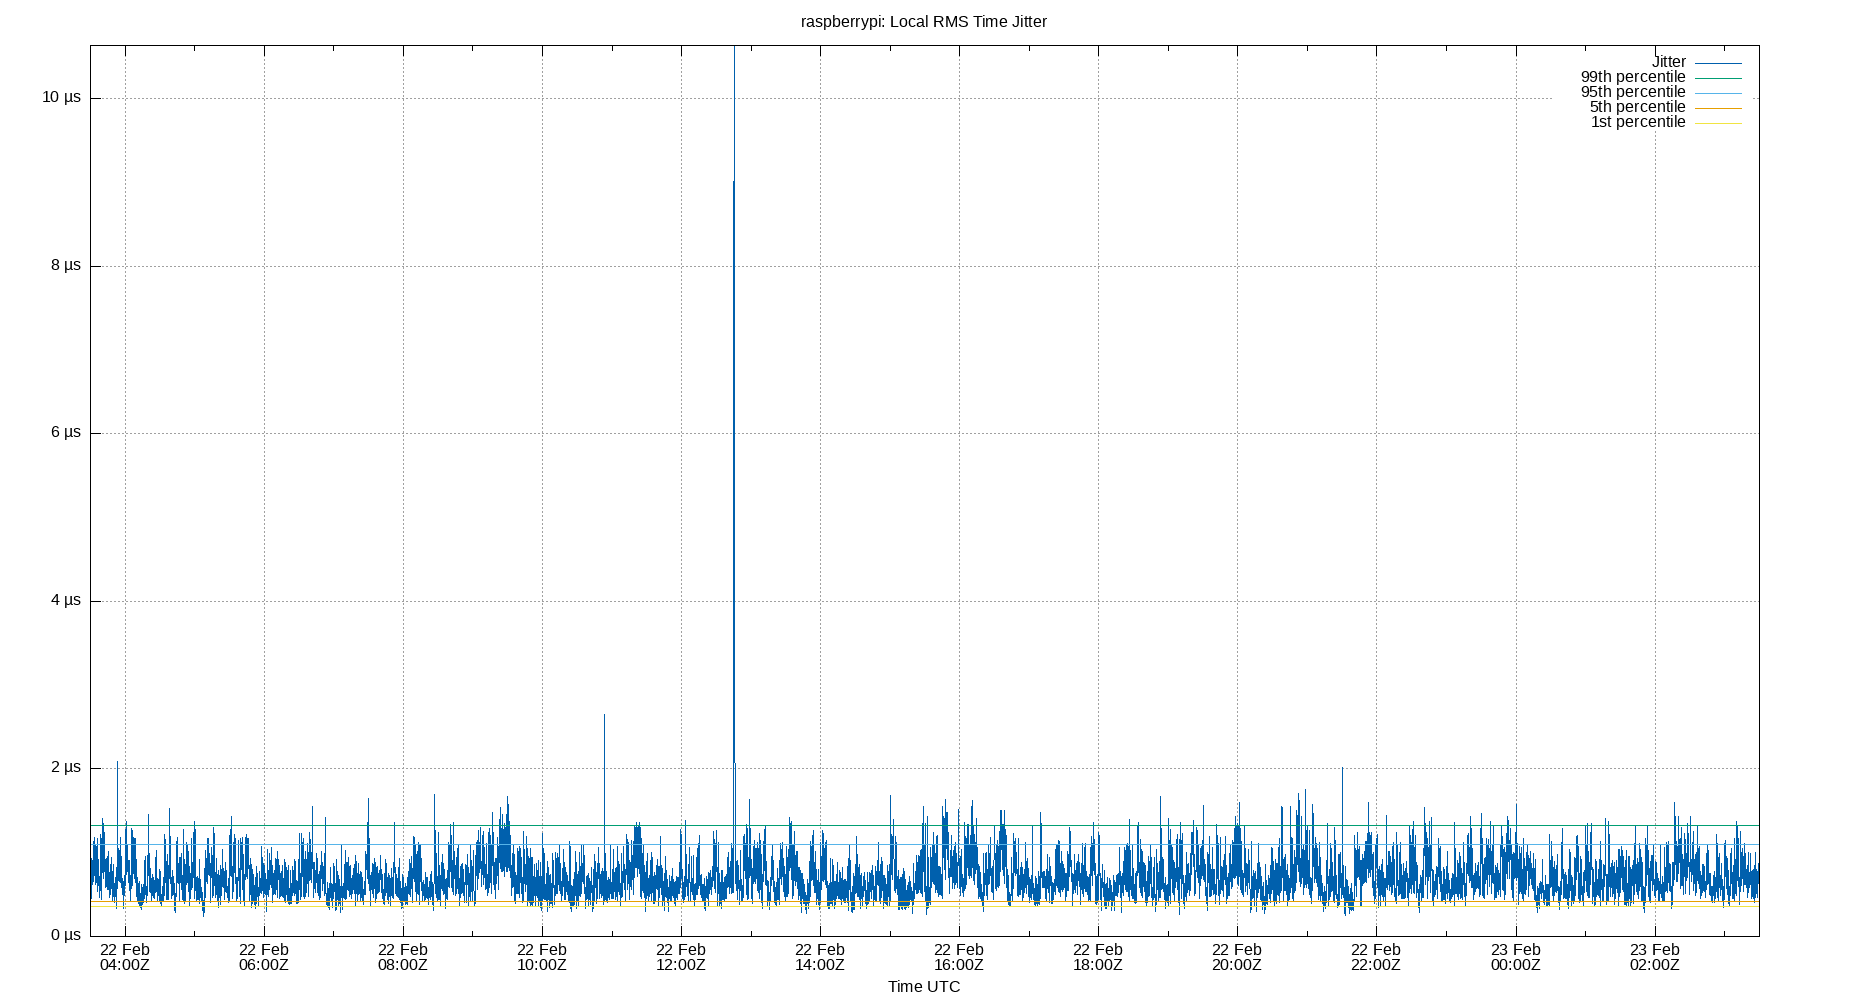 raspberrypi: Local RMS Time Jitter
Jitter
99th percentile
95th percentile
5th percentile
1st percentile
10 µs
8 µs
6 µs
4 µs
2 µs
0 µs
22 Feb 22 Feb 22 Feb 22 Feb 22 Feb 22 Feb 22 Feb 22 Feb 22 Feb 22 Feb 23 Feb 23 Feb
04:00Z 06:00Z 08:00Z 10:00Z 12:00Z 14:00Z 16:00Z 18:00Z 20:00Z 22:00Z 00:00Z 02:00Z
Time UTC